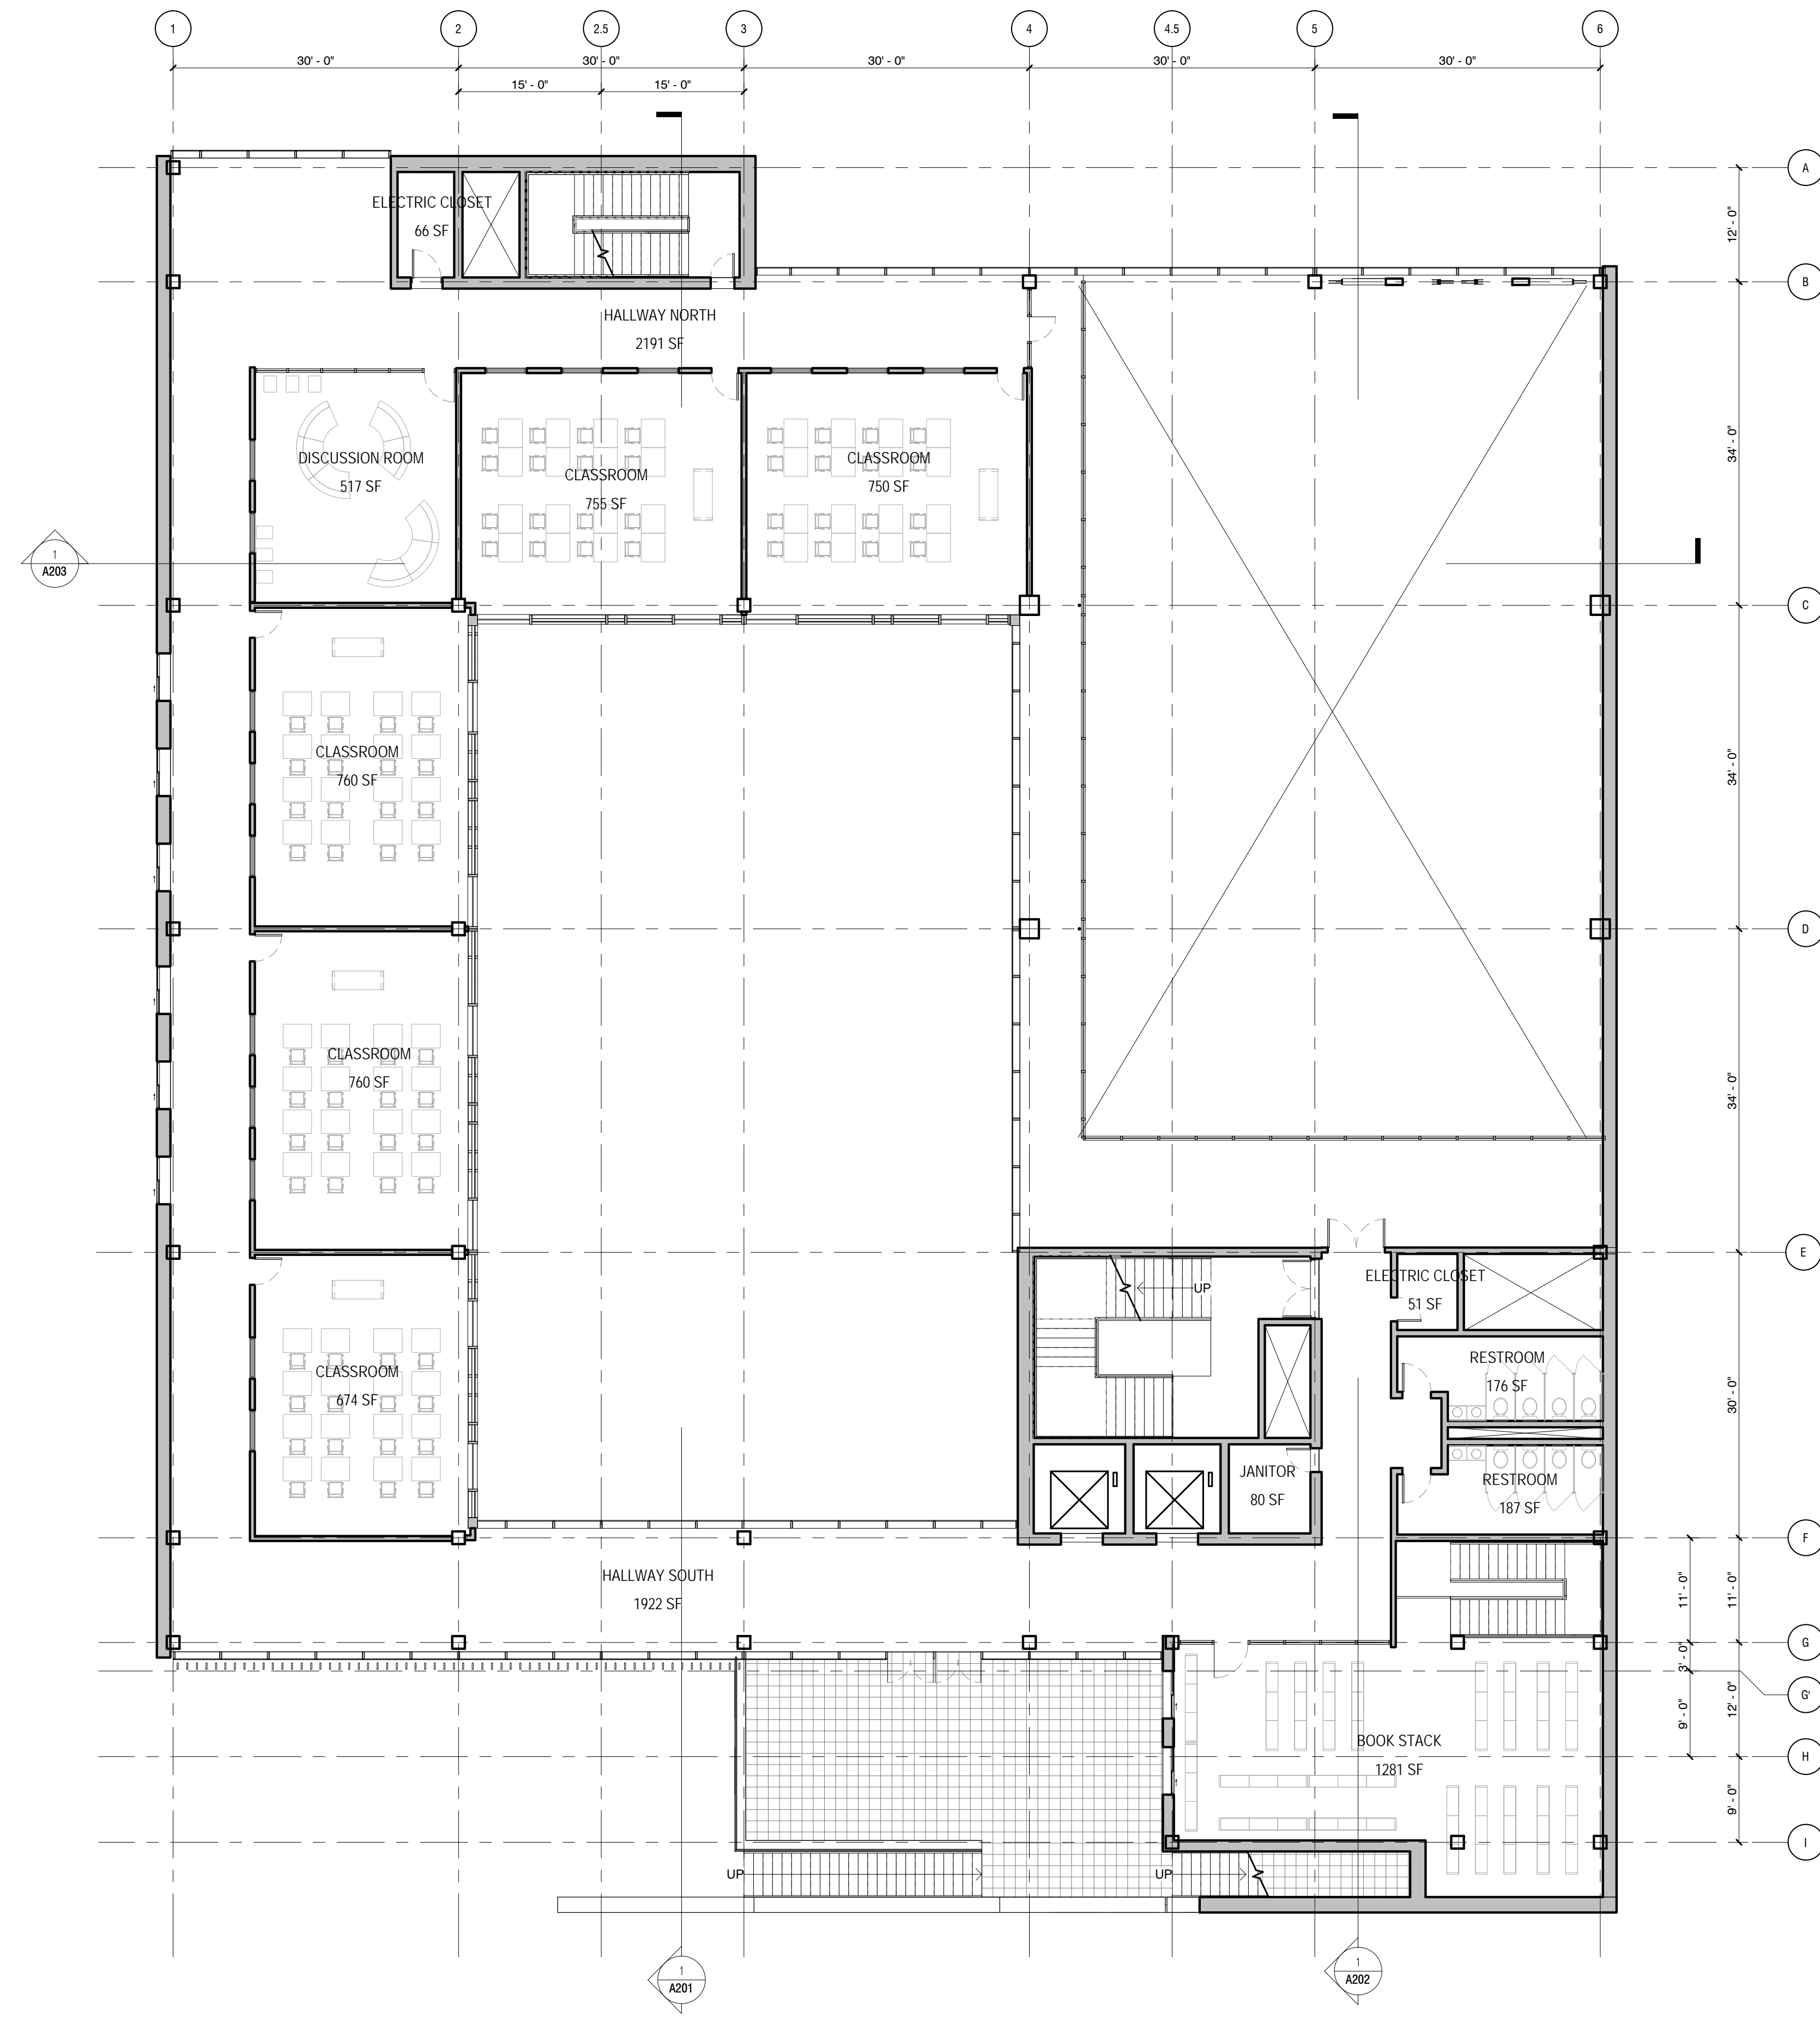 1
2
2.5
3
4
4.5
5
6
30' - 0"
30' - 0"
30' - 0"
30' - 0"
30' - 0"
15' - 0"
15' - 0"
A
12' - 0"
ELECTRIC CLOSET
66 SF
B
HALLWAY NORTH
2191 SF
34' - 0"
DISCUSSION ROOM
517 SF
CLASSROOM
755 SF
CLASSROOM
750 SF
1
A203
C
CLASSROOM
760 SF
34' - 0"
D
CLASSROOM
760 SF
34' - 0"
E
UP
ELECTRIC CLOSET
51 SF
CLASSROOM
674 SF
RESTROOM
176 SF
30' - 0"
JANITOR
80 SF
RESTROOM
187 SF
F
HALLWAY SOUTH
1922 SF
11' - 0"
11' - 0"
G
3' - 0"
G'
9' - 0"
12' - 0"
BOOK STACK
1281 SF
H
9' - 0"
I
UP
UP
1
A201
1
A202